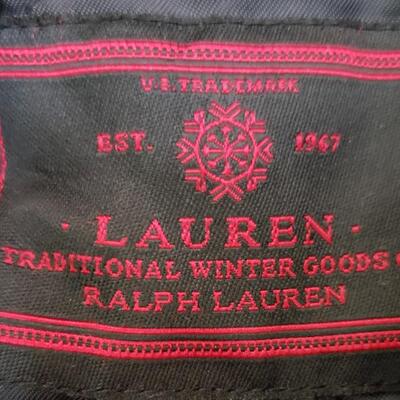 U.S. TRADEMARK
EST. 1967
· LAUREN ·
TRADITIONAL WINTER GOODS
RALPH LAUREN